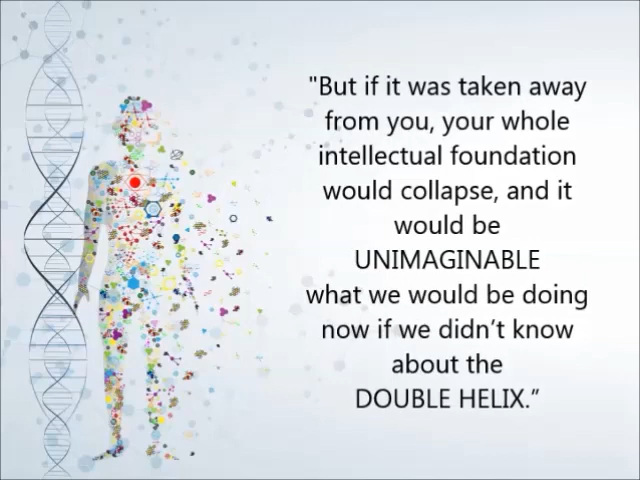 "But if it was taken away
from you, your whole
intellectual foundation
would collapse, and it
would be
UNIMAGINABLE
what we would be doing
now if we didn’t know
about the
DOUBLE HELIX.”